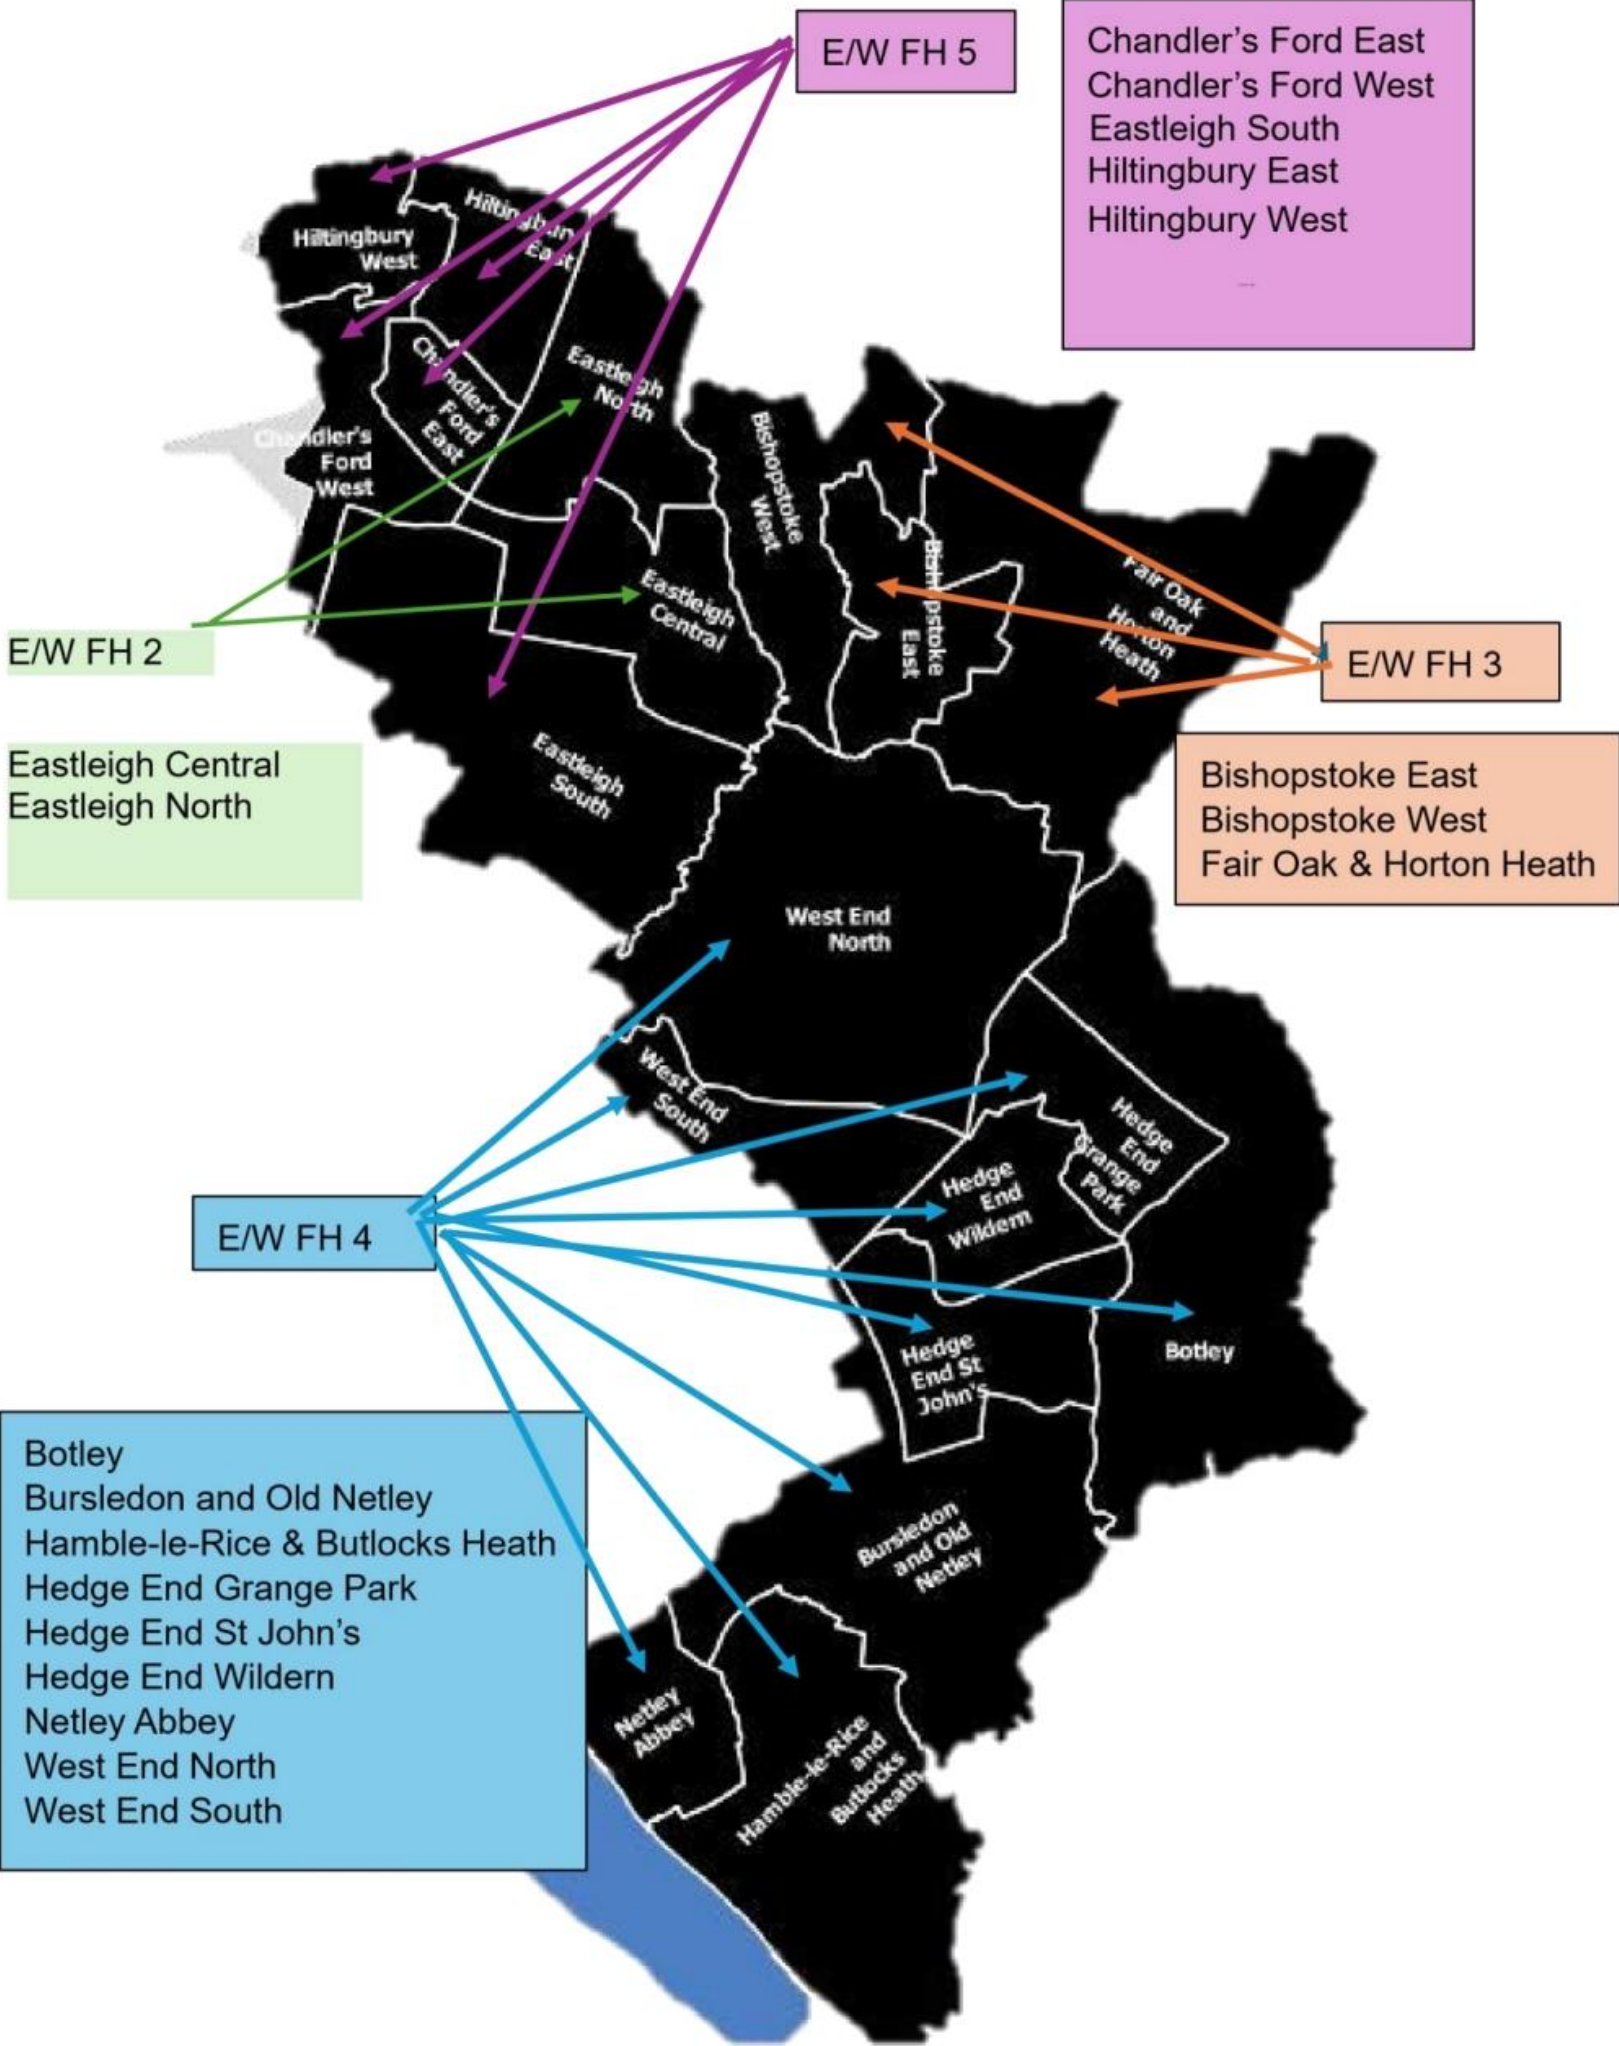 E/W FH 5
Chandler's Ford East
Chandler's Ford West
Eastleigh South
Hiltingbury East
Hiltingbury West
Hiltingbury
West
East
Eastleigh
North
Chandler's
Ford
East
Chandler's
Ford
West
Bishopstoke
West
Bishopstoke
East
Fair Oak
and
Horton
Heath
Eastleigh
Central
E/W FH 2
Eastleigh Central
Eastleigh North
E/W FH 3
Bishopstoke East
Bishopstoke West
Fair Oak & Horton Heath
Eastleigh
South
West End
North
West End
South
Hedge
End
Grange
Park
Hedge
End
Wildern
E/W FH 4
Hedge
End St
John's
Botley
Botley
Bursledon and Old Netley
Hamble-le-Rice & Butlocks Heath
Hedge End Grange Park
Hedge End St John's
Hedge End Wildern
Netley Abbey
West End North
West End South
Bursledon
and Old
Netley
Netley
Abbey
Hamble-le-Rice
and
Butlocks
Heath